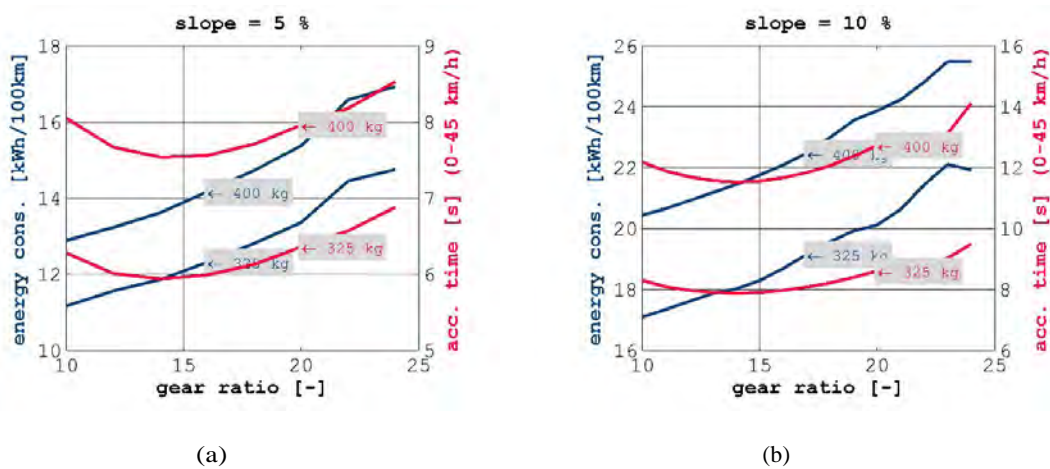 slope = 5 %
energy cons. [kWh/100km]
18
16
14
12
10
9
8
7
6
5
acc. time [s] (0-45 km/h)
← 400 kg
← 400 kg
← 325 kg
← 325 kg
10 15 20 25
gear ratio [-]
(a)
slope = 10 %
energy cons. [kWh/100km]
26
24
22
20
18
16
16
14
12
10
8
6
acc. time [s] (0-45 km/h)
← 400 kg
← 400 kg
← 325 kg
← 325 kg
10 15 20 25
gear ratio [-]
(b)